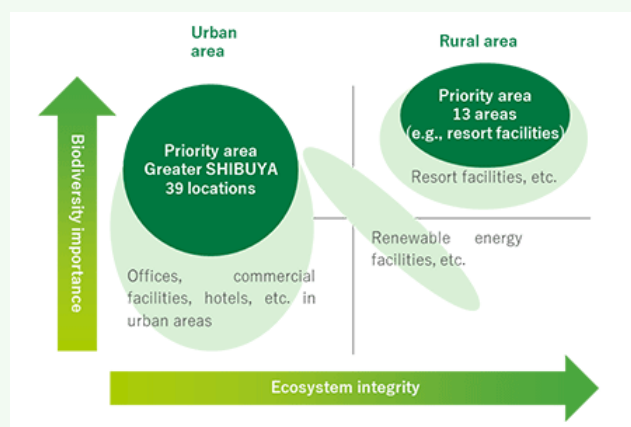 Urban
area
Rural area
Biodiversity importance
Priority area
Greater SHIBUYA
39 locations
Priority area
13 areas
(e.g., resort facilities)
Resort facilities, etc.
Offices, commercial
facilities, hotels, etc. in
urban areas
Renewable energy
facilities, etc.
Ecosystem integrity